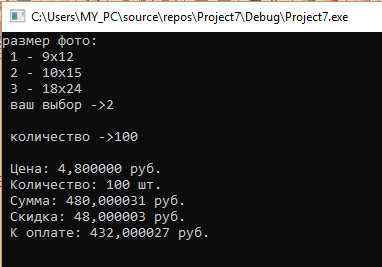 C:\Users\MY_PC\source\repos\Project7\Debug\Project7.exe
размер фото:
1 - 9x12
2 - 10x15
3 - 18x24
ваш выбор ->2
количество ->100
Цена: 4,800000 руб.
Количество: 100 шт.
Сумма: 480,000031 руб.
Скидка: 48,000003 руб.
К оплате: 432,000027 руб.